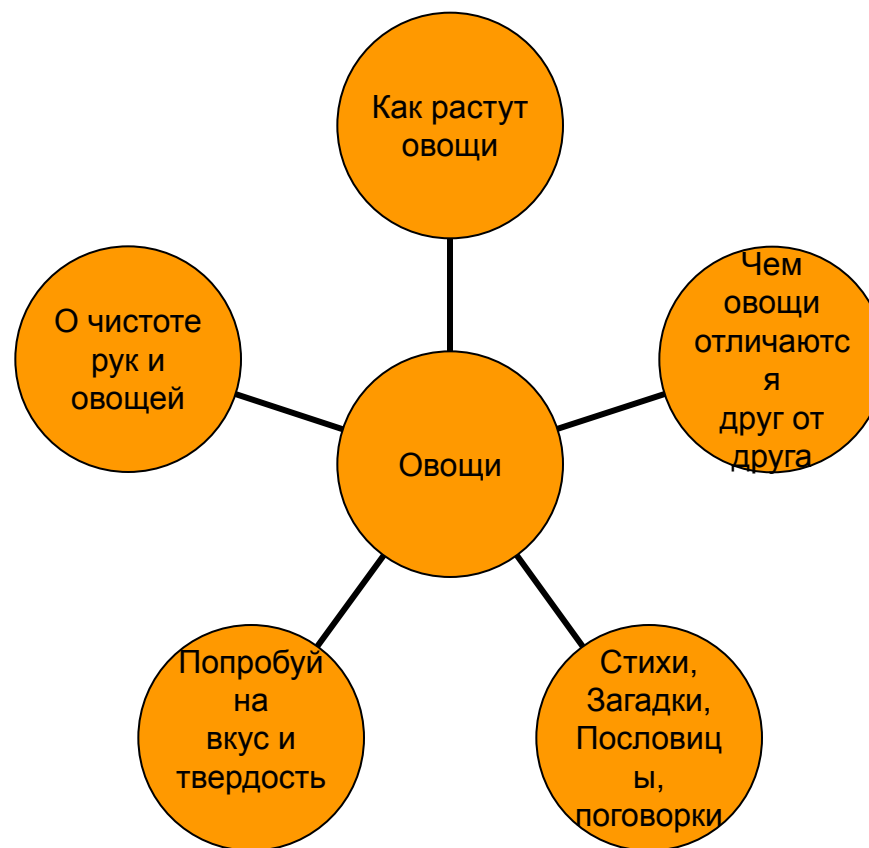 Как растут
овощи
Чем
овощи
отличаютс
я
друг от
друга
О чистоте
рук и
овощей
Овощи
Попробуй
на
вкус и
твердость
Стихи,
Загадки,
Пословиц
ы,
поговорки